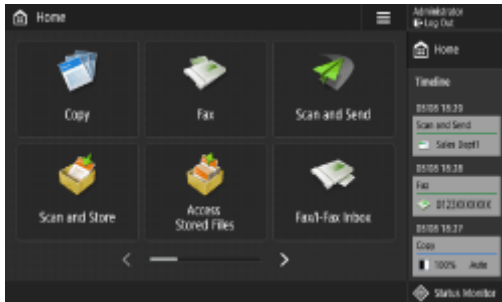 Home
Administrator
Log Out
Copy
Fax
Scan and Send
Scan and Store
Access
Stored Files
Fax/I-Fax Inbox
Home
Timeline
05/05 15:29
Scan and Send
Sales Dept1
05/05 15:28
Fax
05/05 15:27
Copy
100% Auto
Status Monitor